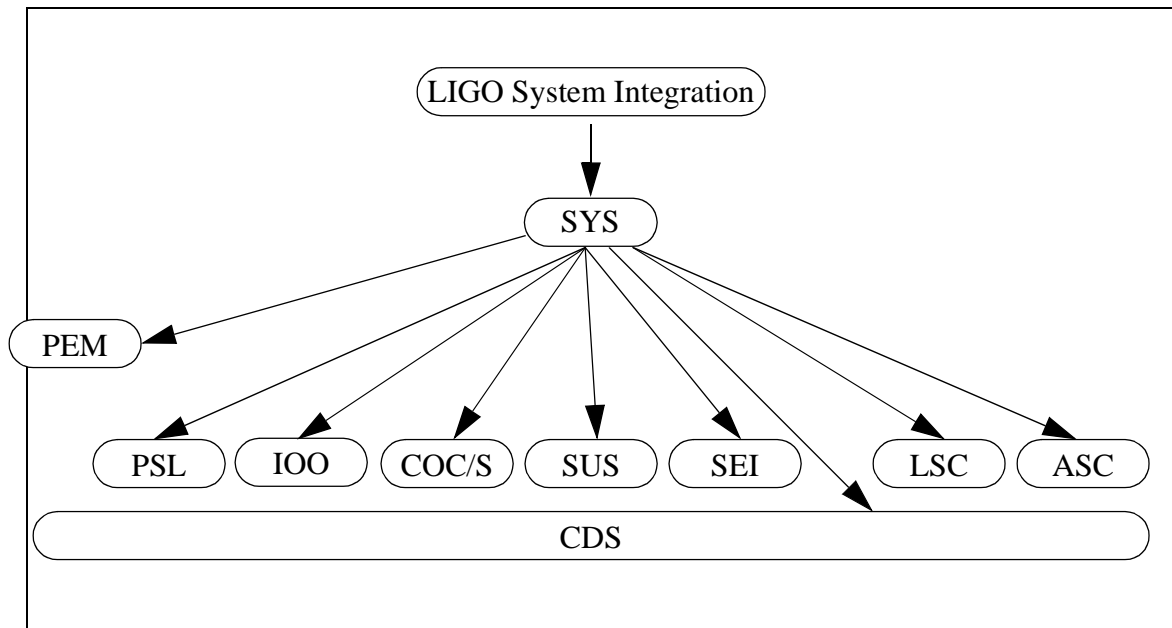 LIGO System Integration
SYS
PEM
PSL IOO COC/S SUS SEI LSC ASC
CDS